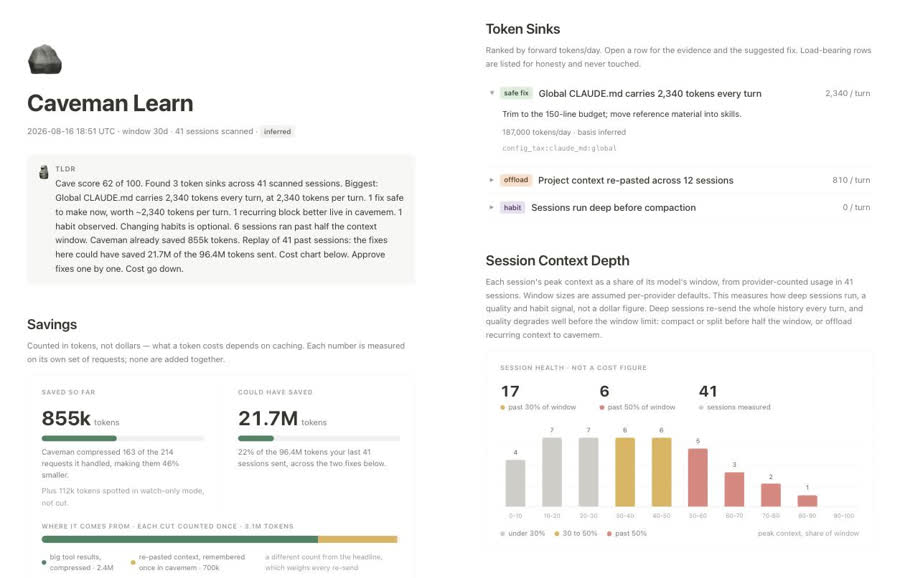 Caveman Learn
2026-08-16 18:51 UTC · window 30d · 41 sessions scanned · inferred
TLDR
Cave score 62 of 100. Found 3 token sinks across 41 scanned sessions. Biggest:
Global CLAUDE.md carries 2,340 tokens every turn, at 2,340 tokens per turn. 1 fix safe
to make now, worth ~2,340 tokens per turn. 1 recurring block better live in cavemem. 1
habit observed. Changing habits is optional. 6 sessions ran past half the context
window. Caveman already saved 855k tokens. Replay of 41 past sessions: the fixes
here could have saved 21.7M of the 96.4M tokens sent. Cost chart below. Approve
fixes one by one. Cost go down.
Savings
Counted in tokens, not dollars — what a token costs depends on caching. Each number is measured
on its own set of requests; none are added together.
SAVED SO FAR
855k tokens
Caveman compressed 163 of the 214
requests it handled, making them 46%
smaller.
Plus 112k tokens spotted in watch-only mode,
not cut.
COULD HAVE SAVED
21.7M tokens
22% of the 96.4M tokens your last 41
sessions sent, across the two fixes below.
WHERE IT COMES FROM · EACH CUT COUNTED ONCE · 3.1M TOKENS
big tool results,
compressed · 2.4M
re-pasted context, remembered
once in cavemem · 700k
a different count from the headline,
which weighs every re-send
Token Sinks
Ranked by forward tokens/day. Open a row for the evidence and the suggested fix. Load-bearing rows
are listed for honesty and never touched.
safe fix Global CLAUDE.md carries 2,340 tokens every turn 2,340 / turn
Trim to the 150-line budget; move reference material into skills.
187,000 tokens/day · basis inferred
config_tax:claude_md:global
offload Project context re-pasted across 12 sessions 810 / turn
habit Sessions run deep before compaction 0 / turn
Session Context Depth
Each session's peak context as a share of its model's window, from provider-counted usage in 41
sessions. Window sizes are assumed per-provider defaults. This measures how deep sessions run, a
quality and habit signal, not a dollar figure. Deep sessions re-send the whole history every turn, and
quality degrades well before the window limit: compact or split before half the window, or offload
recurring context to cavemem.
SESSION HEALTH · NOT A COST FIGURE
17 6 41
past 30% of window past 50% of window sessions measured
4 7 7 6 6 5 3 2 1
0–10 10–20 20–30 30–40 40–50 50–60 60–70 70–80 80–90 90–100
under 30% 30 to 50% past 50% peak context, share of window